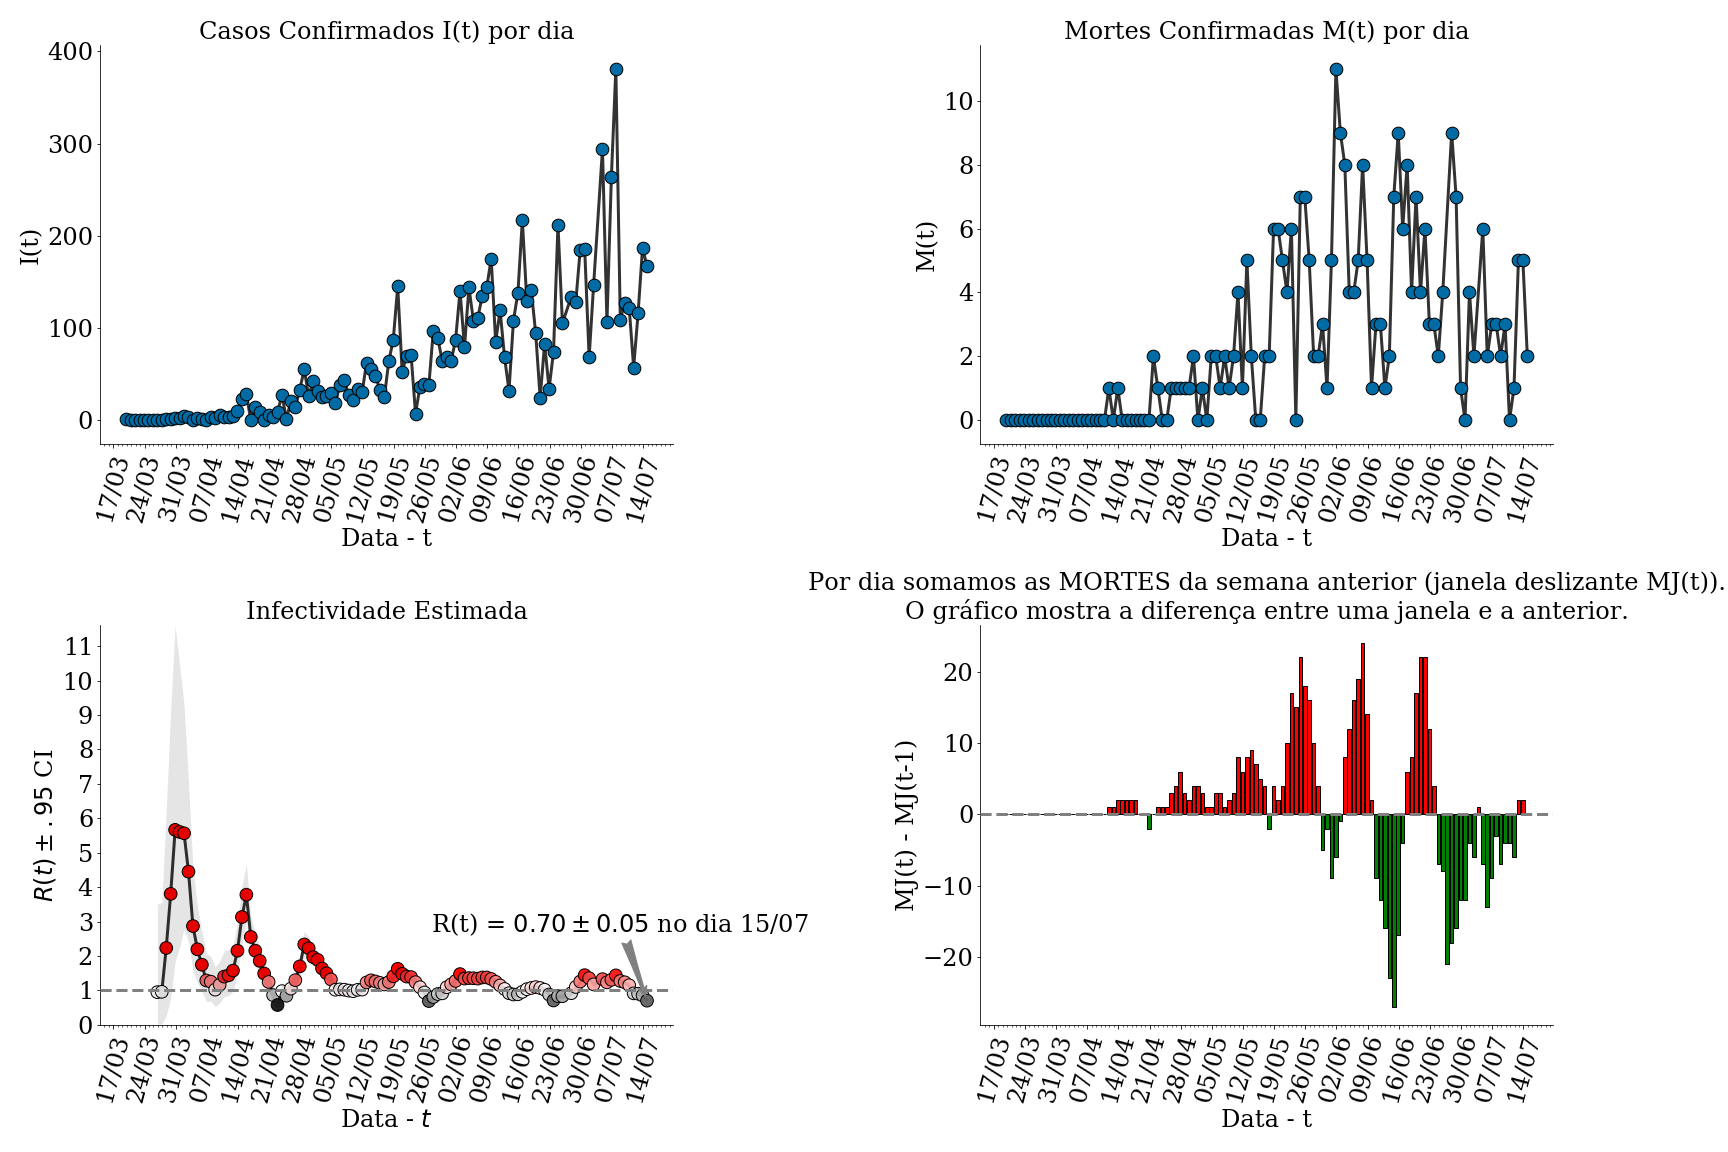 Casos Confirmados I(t) por dia
400
300
200
100
0
I(t)
17/03 24/03 31/03 07/04 14/04 21/04 28/04 05/05 12/05 19/05 26/05 02/06 09/06 16/06 23/06 30/06 07/07 14/07
Data - t
Mortes Confirmadas M(t) por dia
10
8
6
4
2
0
M(t)
17/03 24/03 31/03 07/04 14/04 21/04 28/04 05/05 12/05 19/05 26/05 02/06 09/06 16/06 23/06 30/06 07/07 14/07
Data - t
Infectividade Estimada
11
10
9
8
7
6
5
4
3
2
1
0
R(t) ± .95 CI
R(t) = 0.70 ± 0.05 no dia 15/07
17/03 24/03 31/03 07/04 14/04 21/04 28/04 05/05 12/05 19/05 26/05 02/06 09/06 16/06 23/06 30/06 07/07 14/07
Data - t
Por dia somamos as MORTES da semana anterior (janela deslizante MJ(t)).
O gráfico mostra a diferença entre uma janela e a anterior.
20
10
0
−10
−20
MJ(t) - MJ(t-1)
17/03 24/03 31/03 07/04 14/04 21/04 28/04 05/05 12/05 19/05 26/05 02/06 09/06 16/06 23/06 30/06 07/07 14/07
Data - t